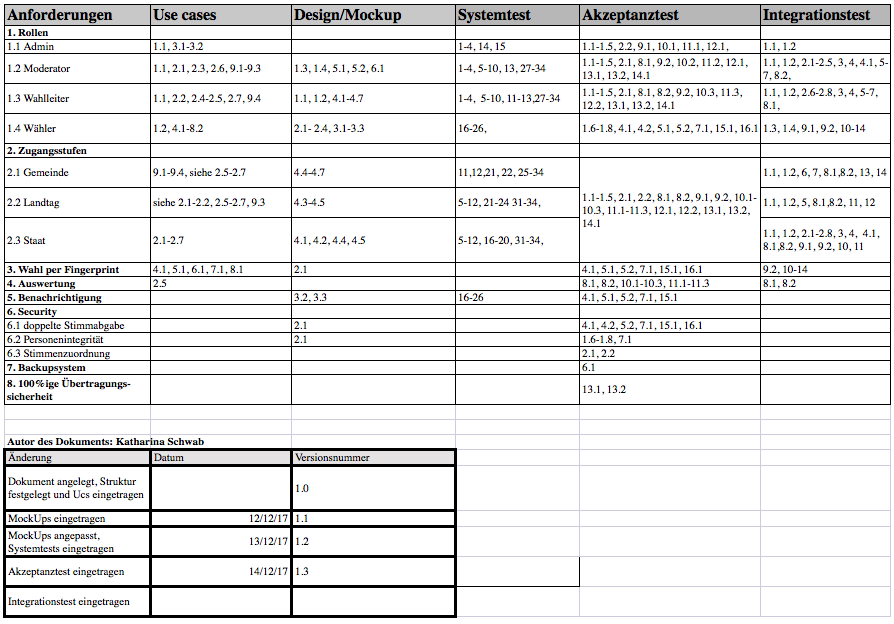 Anforderungen Use cases Design/Mockup Systemtest Akzeptanztest Integrationstest
1. Rollen
1.1 Admin 1.1, 3.1-3.2 1-4, 14, 15 1.1-1.5, 2.2, 9.1, 10.1, 11.1, 12.1, 1.1, 1.2
1.2 Moderator 1.1, 2.1, 2.3, 2.6, 9.1-9.3 1.3, 1.4, 5.1, 5.2, 6.1 1-4, 5-10, 13, 27-34 1.1-1.5, 2.1, 8.1, 9.2, 10.2, 11.2, 12.1, 1.1, 1.2, 2.1-2.5, 3, 4, 4.1, 5-
13.1, 13.2, 14.1 7, 8.2,
1.3 Wahlleiter 1.1, 2.2, 2.4-2.5, 2.7, 9.4 1.1, 1.2, 4.1-4.7 1-4, 5-10, 11-13,27-34 1.1-1.5, 2.1, 8.1, 8.2, 9.2, 10.3, 11.3, 1.1, 1.2, 2.6-2.8, 3, 4, 5-7,
12.2, 13.1, 13.2, 14.1 8.1,
1.4 Wähler 1.2, 4.1-8.2 2.1- 2.4, 3.1-3.3 16-26, 1.6-1.8, 4.1, 4.2, 5.1, 5.2, 7.1, 15.1, 16.1 1.3, 1.4, 9.1, 9.2, 10-14
2. Zugangsstufen
2.1 Gemeinde 9.1-9.4, siehe 2.5-2.7 4.4-4.7 11,12,21, 22, 25-34 1.1, 1.2, 6, 7, 8.1,8.2, 13, 14
2.2 Landtag siehe 2.1-2.2, 2.5-2.7, 9.3 4.3-4.5 5-12, 21-24 31-34, 1.1-1.5, 2.1, 2.2, 8.1, 8.2, 9.1, 9.2, 10.1- 1.1, 1.2, 5, 8.1,8.2, 11, 12
10.3, 11.1-11.3, 12.1, 12.2, 13.1, 13.2,
14.1
2.3 Staat 2.1-2.7 4.1, 4.2, 4.4, 4.5 5-12, 16-20, 31-34, 1.1, 1.2, 2.1-2.8, 3, 4, 4.1,
8.1,8.2, 9.1, 9.2, 10, 11
3. Wahl per Fingerprint 4.1, 5.1, 6.1, 7.1, 8.1 2.1 4.1, 5.1, 5.2, 7.1, 15.1, 16.1 9.2, 10-14
4. Auswertung 2.5 8.1, 8.2, 10.1-10.3, 11.1-11.3 8.1, 8.2
5. Benachrichtigung 3.2, 3.3 16-26 4.1, 5.1, 5.2, 7.1, 15.1
6. Security
6.1 doppelte Stimmabgabe 2.1 4.1, 4.2, 5.2, 7.1, 15.1, 16.1
6.2 Personenintegrität 2.1 1.6-1.8, 7.1
6.3 Stimmenzuordnung 2.1, 2.2
7. Backupsystem 6.1
8. 100%ige Übertragungs-
sicherheit 13.1, 13.2
Autor des Dokuments: Katharina Schwab
Änderung Datum Versionsnummer
Dokument angelegt, Struktur
festgelegt und Ucs eingetragen 1.0
MockUps eingetragen 12/12/17 1.1
MockUps angepasst,
Systemtests eingetragen 13/12/17 1.2
Akzeptanztest eingetragen 14/12/17 1.3
Integrationstest eingetragen